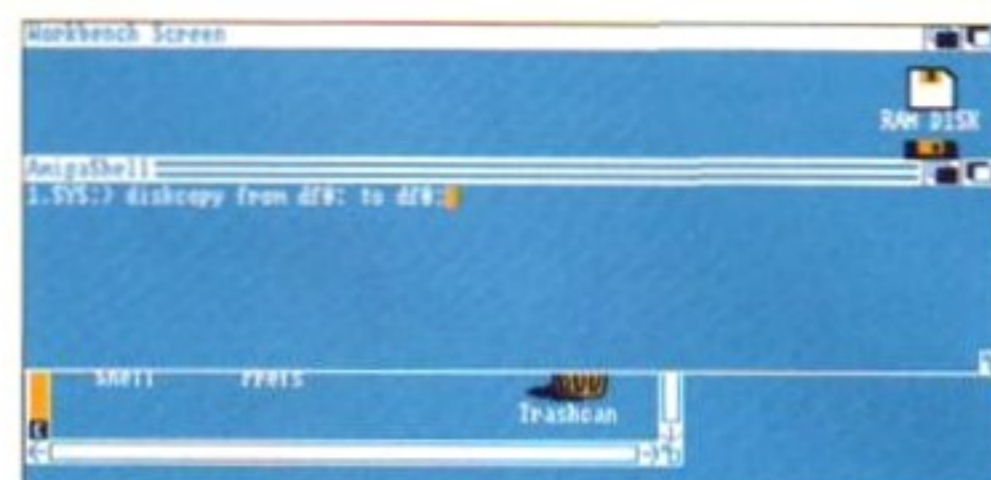 Workbench Screen
RAM DISK
AmigaShell
1.SYS:> diskcopy from df0: to df0:
Shell Prefs
Trashcan